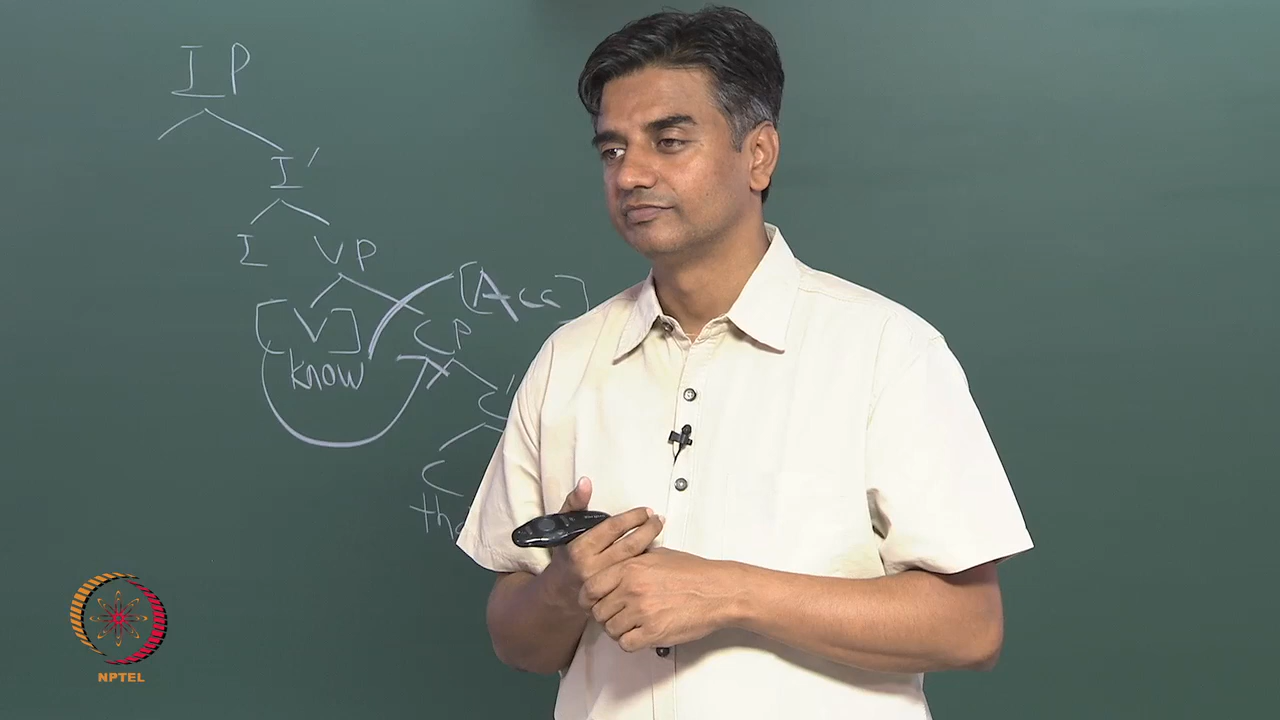 IP
I'
I VP
[V] [Acc]
CP
know
C'
C
NPTEL